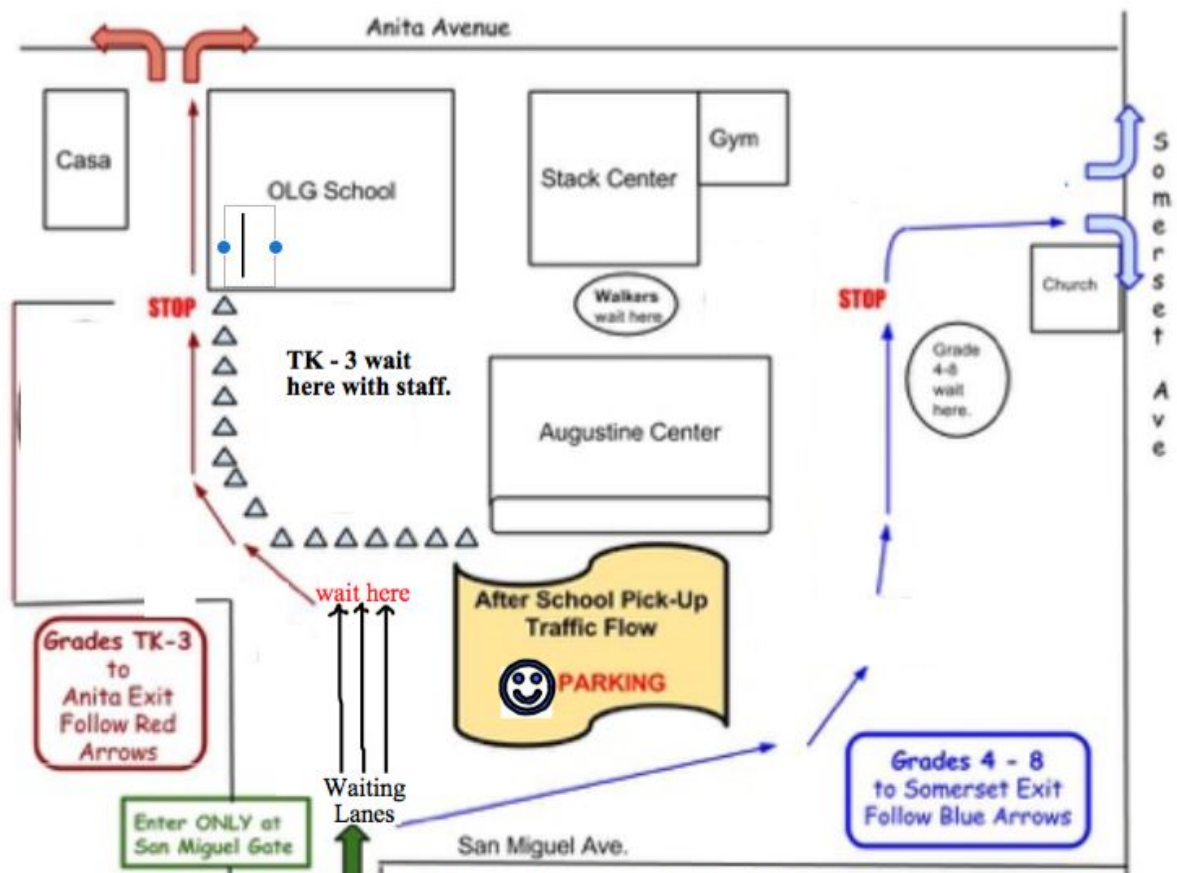 Anita Avenue
Casa
OLG School
Stack Center
Gym
Somerset Ave
STOP
Walkers
wait here
STOP
Church
TK - 3 wait
here with staff.
Grade
4-8
wait
here.
Augustine Center
wait here
After School Pick-Up
Traffic Flow
PARKING
Grades TK-3
to
Anita Exit
Follow Red
Arrows
Waiting
Lanes
Grades 4 - 8
to Somerset Exit
Follow Blue Arrows
Enter ONLY at
San Miguel Gate
San Miguel Ave.